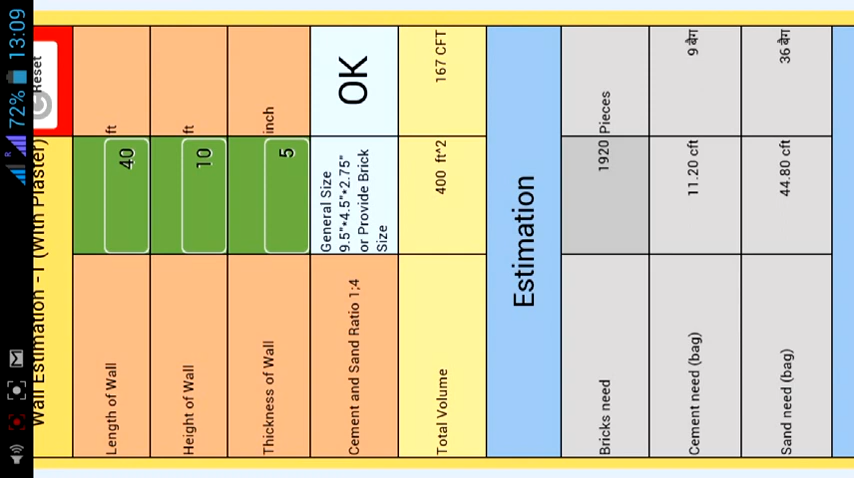 72% 13:09
Wall Estimation -1 (With Plaster)
Reset
Length of Wall 40 ft
Height of Wall 10 ft
Thickness of Wall 5 inch
Cement and Sand Ratio 1:4
General Size
9.5"*4.5"*2.75"
or Provide Brick
Size
OK
Total Volume 400 ft^2 167 CFT
Estimation
Bricks need 1920 Pieces
Cement need (bag) 11.20 cft 9 बैग
Sand need (bag) 44.80 cft 36 बैग